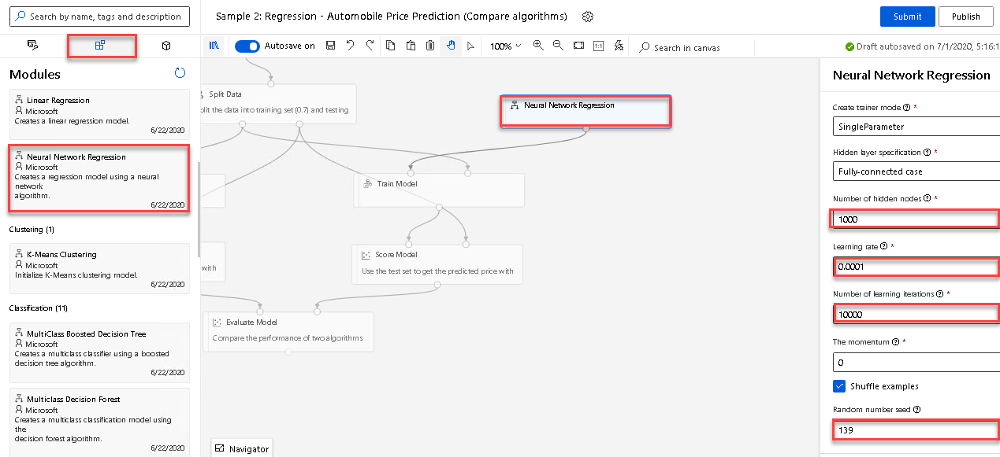 Search by name, tags and description
Sample 2: Regression - Automobile Price Prediction (Compare algorithms)
Submit
Publish
Autosave on
100%
1:1
Search in canvas
Draft autosaved on 7/1/2020, 5:16:1
Modules
Linear Regression
Microsoft
Creates a linear regression model.
6/22/2020
Neural Network Regression
Microsoft
Creates a regression model using a neural
network
algorithm.
6/22/2020
Clustering (1)
K-Means Clustering
Microsoft
Initialize K-Means clustering model.
6/22/2020
Classification (11)
MultiClass Boosted Decision Tree
Microsoft
Creates a multiclass classifier using a boosted
decision tree algorithm.
6/22/2020
Multiclass Decision Forest
Microsoft
Creates a multiclass classification model using
the
decision forest algorithm.
6/22/2020
Split Data
plit the data into training set (0.7) and testing
Neural Network Regression
Train Model
Score Model
Use the test set to get the predicted price with
with
Evaluate Model
Compare the performance of two algorithms
Navigator
Neural Network Regression
Create trainer mode *
SingleParameter
Hidden layer specification *
Fully-connected case
Number of hidden nodes *
1000
Learning rate *
0.0001
Number of learning iterations *
10000
The momentum *
0
Shuffle examples
Random number seed
139